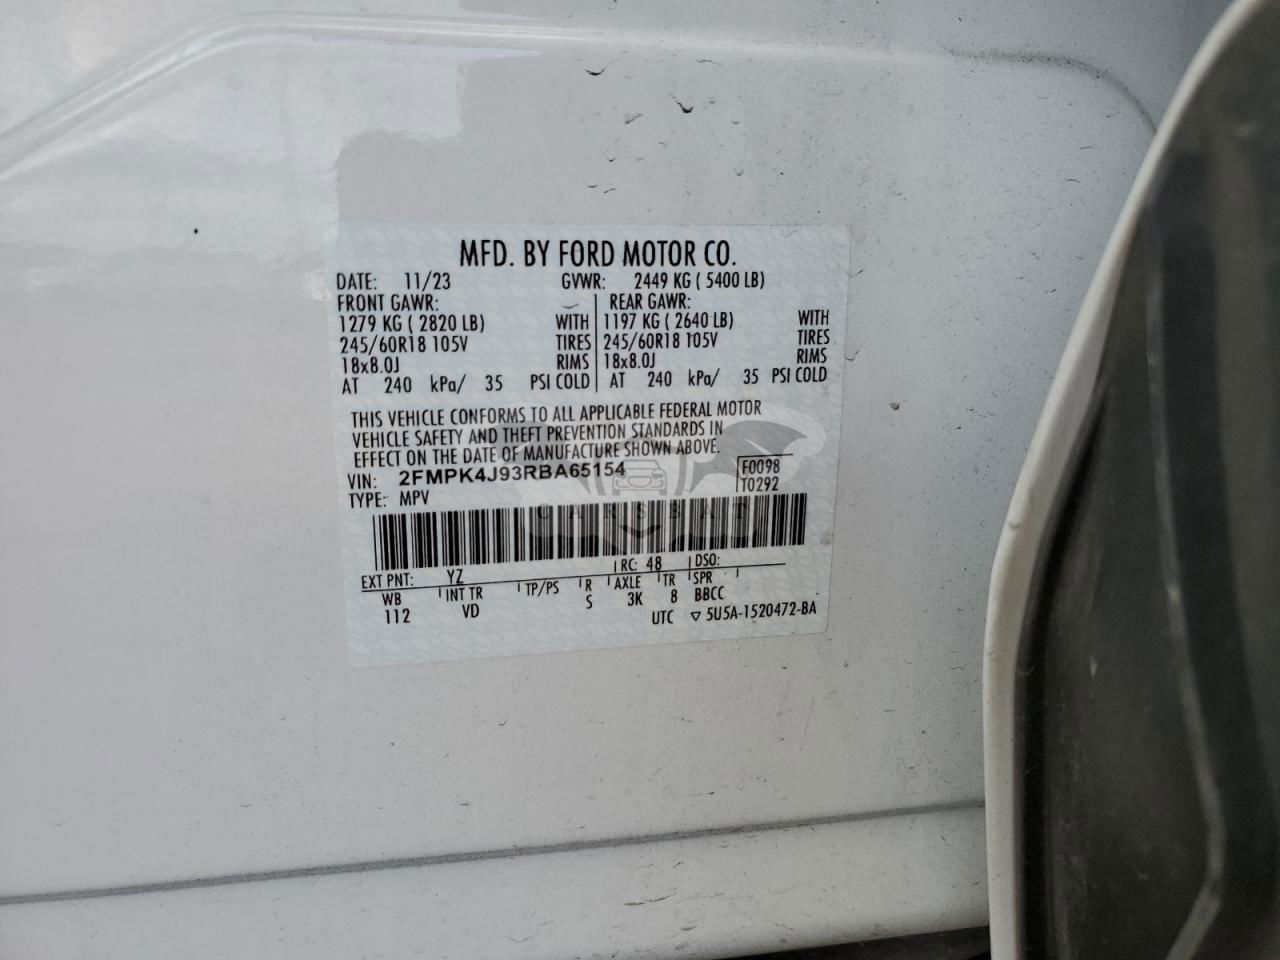 MFD. BY FORD MOTOR CO.
DATE: 11/23 GVWR: 2449 KG ( 5400 LB)
FRONT GAWR: REAR GAWR:
1279 KG ( 2820 LB) WITH 1197 KG ( 2640 LB) WITH
245/60R18 105V TIRES 245/60R18 105V TIRES
18x8.0J RIMS 18x8.0J RIMS
AT 240 kPa/ 35 PSI COLD AT 240 kPa/ 35 PSI COLD
THIS VEHICLE CONFORMS TO ALL APPLICABLE FEDERAL MOTOR
VEHICLE SAFETY AND THEFT PREVENTION STANDARDS IN
EFFECT ON THE DATE OF MANUFACTURE SHOWN ABOVE.
VIN: 2FMPK4J93RBA65154 F0098
TYPE: MPV T0292
CARSBAT
EXT PNT: YZ RC: 48 DSO:
WB INT TR TP/PS R AXLE TR SPR
112 VD S 3K 8 BBCC
UTC ▽ 5U5A-1520472-BA